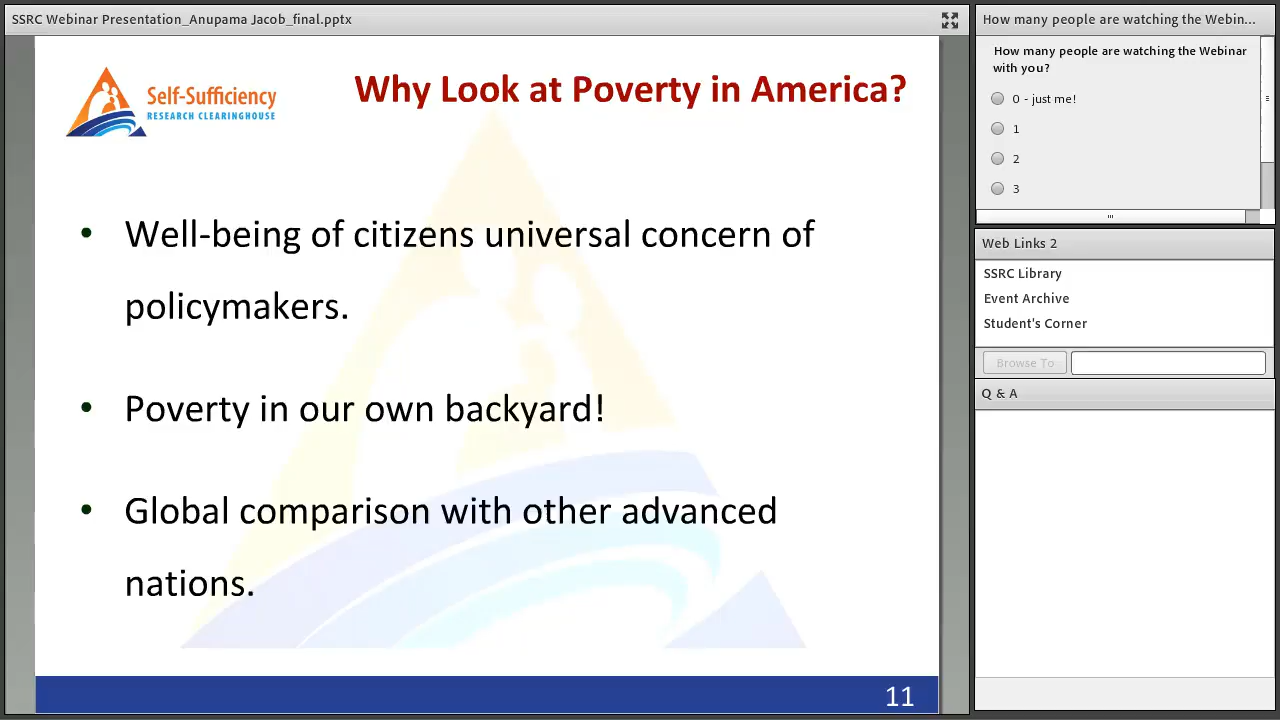 SSRC Webinar Presentation_Anupama Jacob_final.pptx
Self-Sufficiency
RESEARCH CLEARINGHOUSE
Why Look at Poverty in America?
• Well-being of citizens universal concern of
policymakers.
• Poverty in our own backyard!
• Global comparison with other advanced
nations.
11
How many people are watching the Webin...
How many people are watching the Webinar
with you?
0 - just me!
1
2
3
Web Links 2
SSRC Library
Event Archive
Student's Corner
Browse To
Q & A